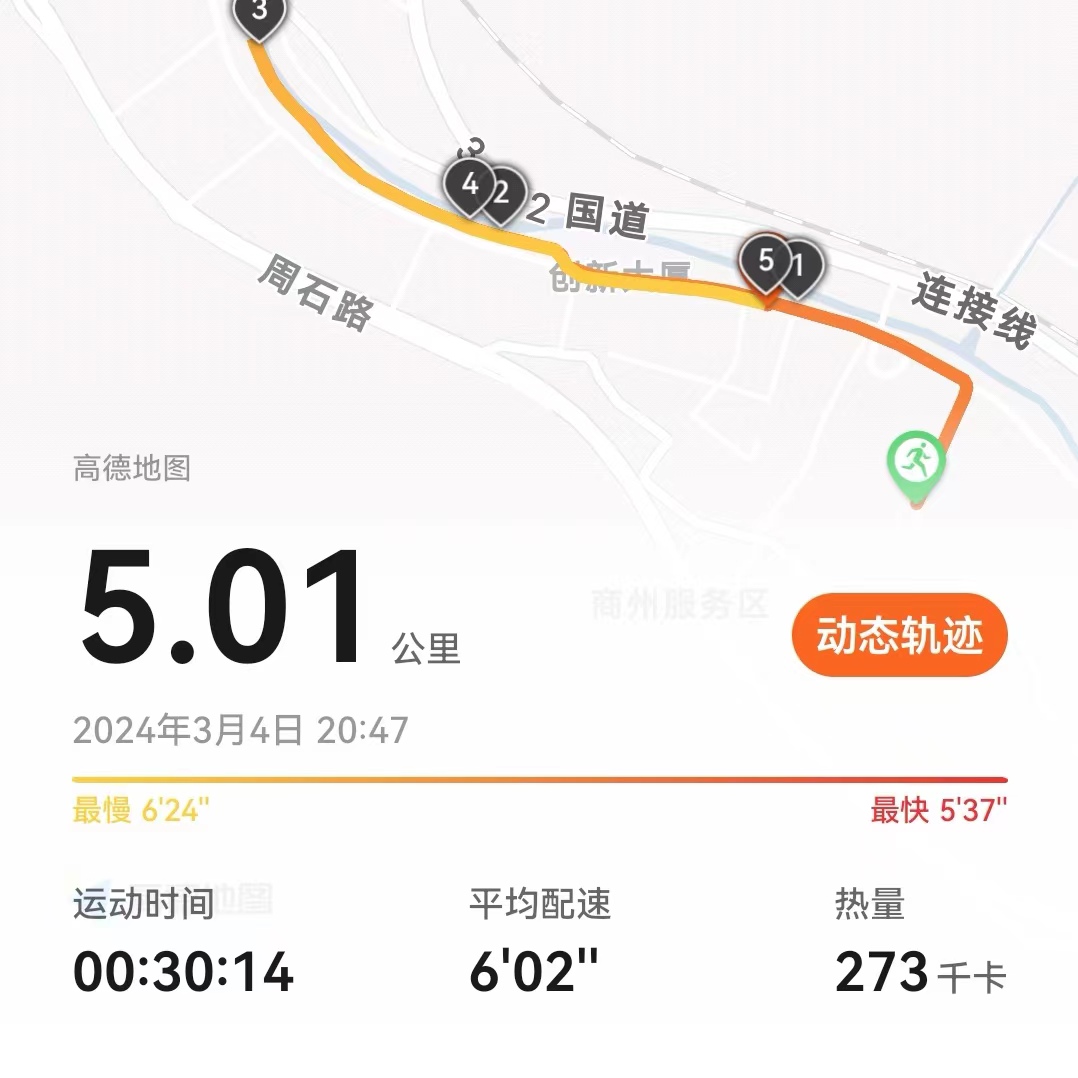 3
3
4
2
2 国道
5
1
创新大厦
周石路
连接线
高德地图
5.01 公里
商州服务区
动态轨迹
2024年3月4日 20:47
最慢 6'24" 最快 5'37"
运动时间 平均配速 热量
00:30:14 6'02" 273千卡